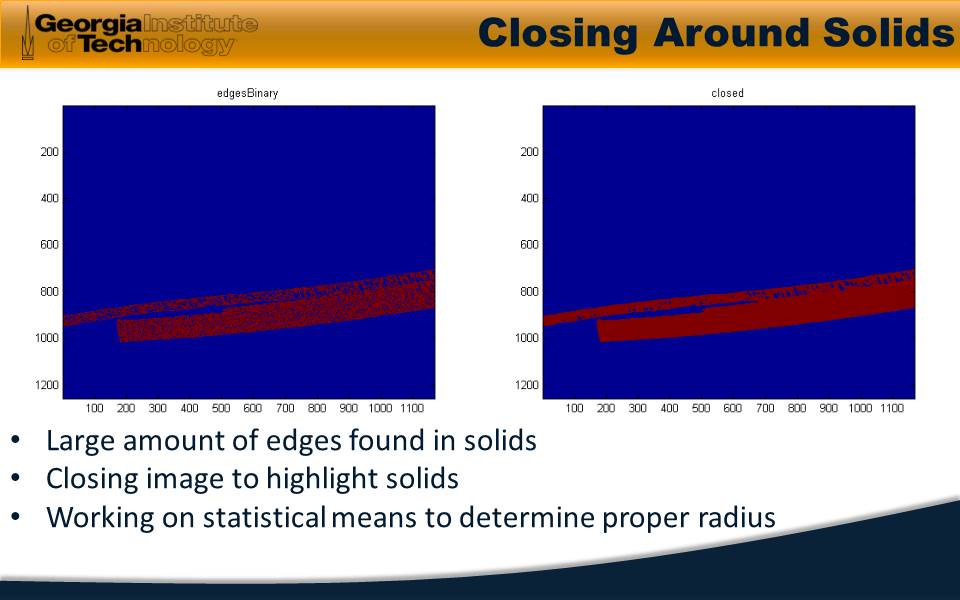 Georgia Institute
of Technology
Closing Around Solids
edgesBinary
200
400
600
800
1000
1200
100 200 300 400 500 600 700 800 900 1000 1100
closed
200
400
600
800
1000
1200
100 200 300 400 500 600 700 800 900 1000 1100
• Large amount of edges found in solids
• Closing image to highlight solids
• Working on statistical means to determine proper radius